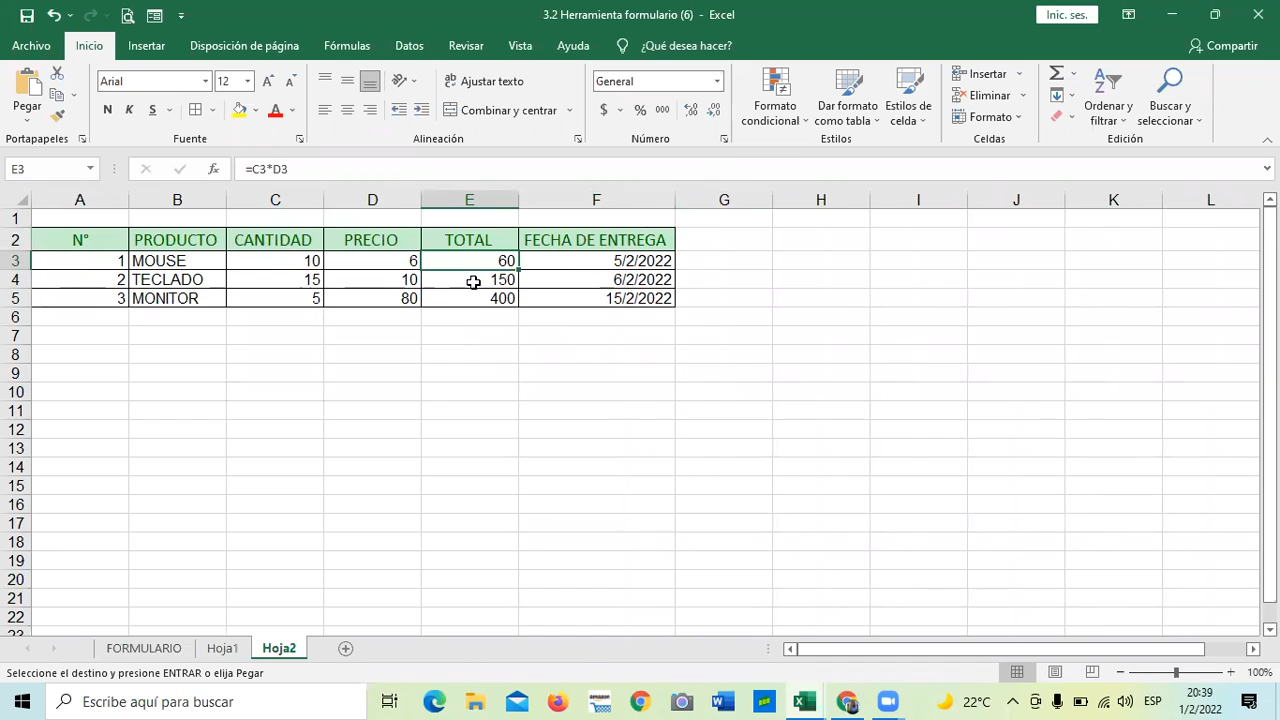 3.2 Herramienta formulario (6) - Excel
Inic. ses.
Archivo Inicio Insertar Disposición de página Fórmulas Datos Revisar Vista Ayuda ¿Qué desea hacer? Compartir
Pegar
Portapapeles
Arial 12
N K S
Fuente
Ajustar texto
Combinar y centrar
Alineación
General
$ % 000
Número
Formato condicional
Dar formato como tabla
Estilos de celda
Estilos
Insertar
Eliminar
Formato
Celdas
Ordenar y filtrar
Buscar y seleccionar
Edición
E3 fx =C3*D3
A B C D E F G H I J K L
1
2 N° PRODUCTO CANTIDAD PRECIO TOTAL FECHA DE ENTREGA
3 1 MOUSE 10 6 60 5/2/2022
4 2 TECLADO 15 10 150 6/2/2022
5 3 MONITOR 5 80 400 15/2/2022
6
7
8
9
10
11
12
13
14
15
16
17
18
19
20
21
22
23
FORMULARIO Hoja1 Hoja2
Seleccione el destino y presione ENTRAR o elija Pegar
100%
Escribe aquí para buscar
22°C
ESP
20:39
1/2/2022